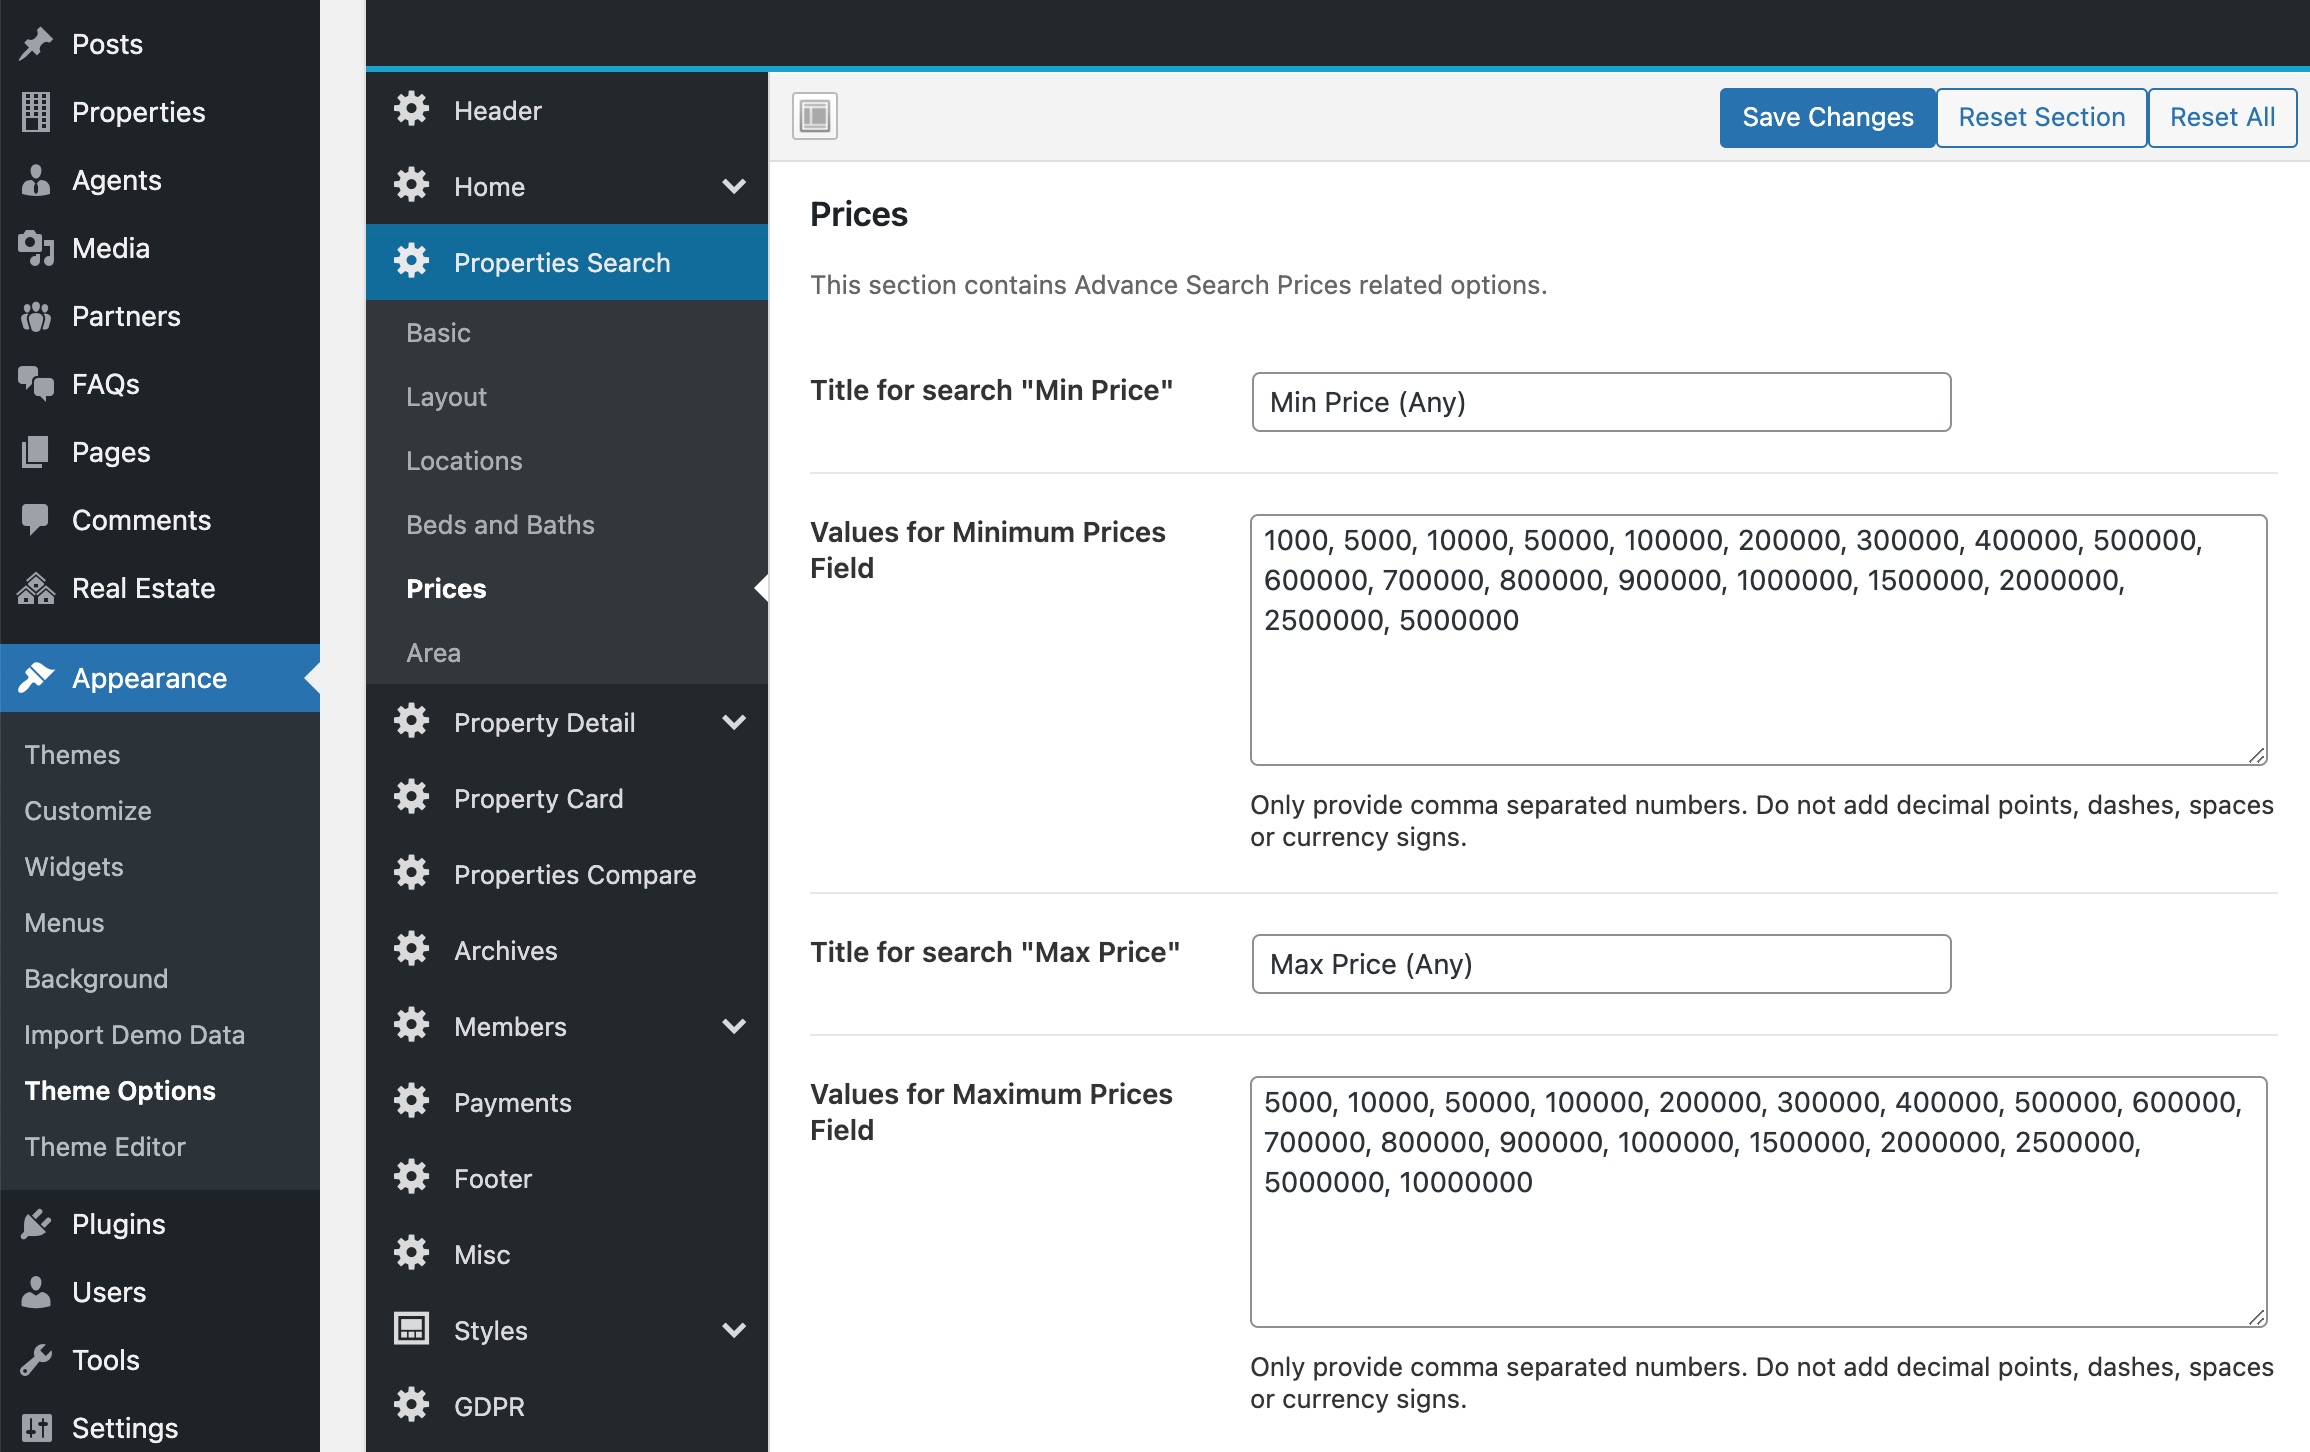 Posts
Properties
Agents
Media
Partners
FAQs
Pages
Comments
Real Estate
Appearance
Themes
Customize
Widgets
Menus
Background
Import Demo Data
Theme Options
Theme Editor
Plugins
Users
Tools
Settings
Header
Home
Properties Search
Basic
Layout
Locations
Beds and Baths
Prices
Area
Property Detail
Property Card
Properties Compare
Archives
Members
Payments
Footer
Misc
Styles
GDPR
Save Changes
Reset Section
Reset All
Prices
This section contains Advance Search Prices related options.
Title for search "Min Price"
Min Price (Any)
Values for Minimum Prices
Field
1000, 5000, 10000, 50000, 100000, 200000, 300000, 400000, 500000,
600000, 700000, 800000, 900000, 1000000, 1500000, 2000000,
2500000, 5000000
Only provide comma separated numbers. Do not add decimal points, dashes, spaces
or currency signs.
Title for search "Max Price"
Max Price (Any)
Values for Maximum Prices
Field
5000, 10000, 50000, 100000, 200000, 300000, 400000, 500000, 600000,
700000, 800000, 900000, 1000000, 1500000, 2000000, 2500000,
5000000, 10000000
Only provide comma separated numbers. Do not add decimal points, dashes, spaces
or currency signs.